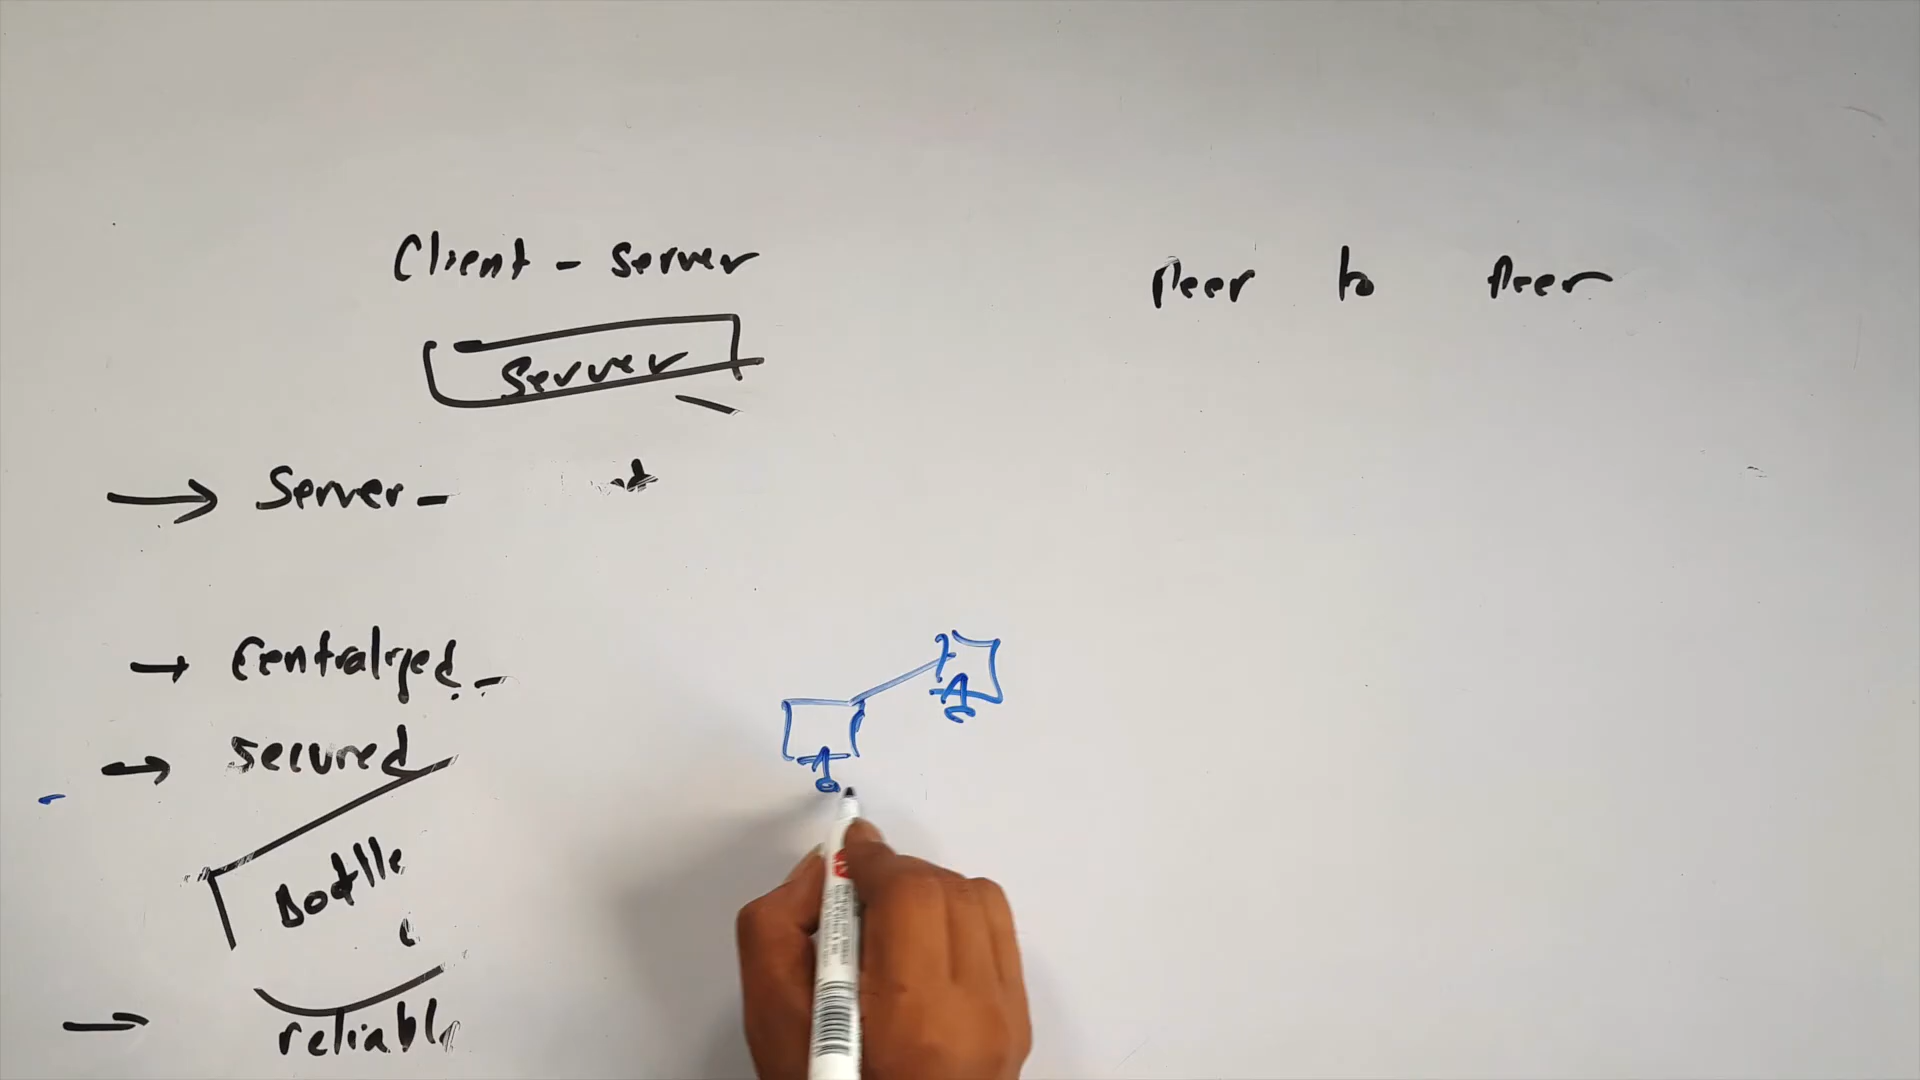 Client - server
Peer to Peer
Server
Server -
Centralized -
secured
Bottle
reliable